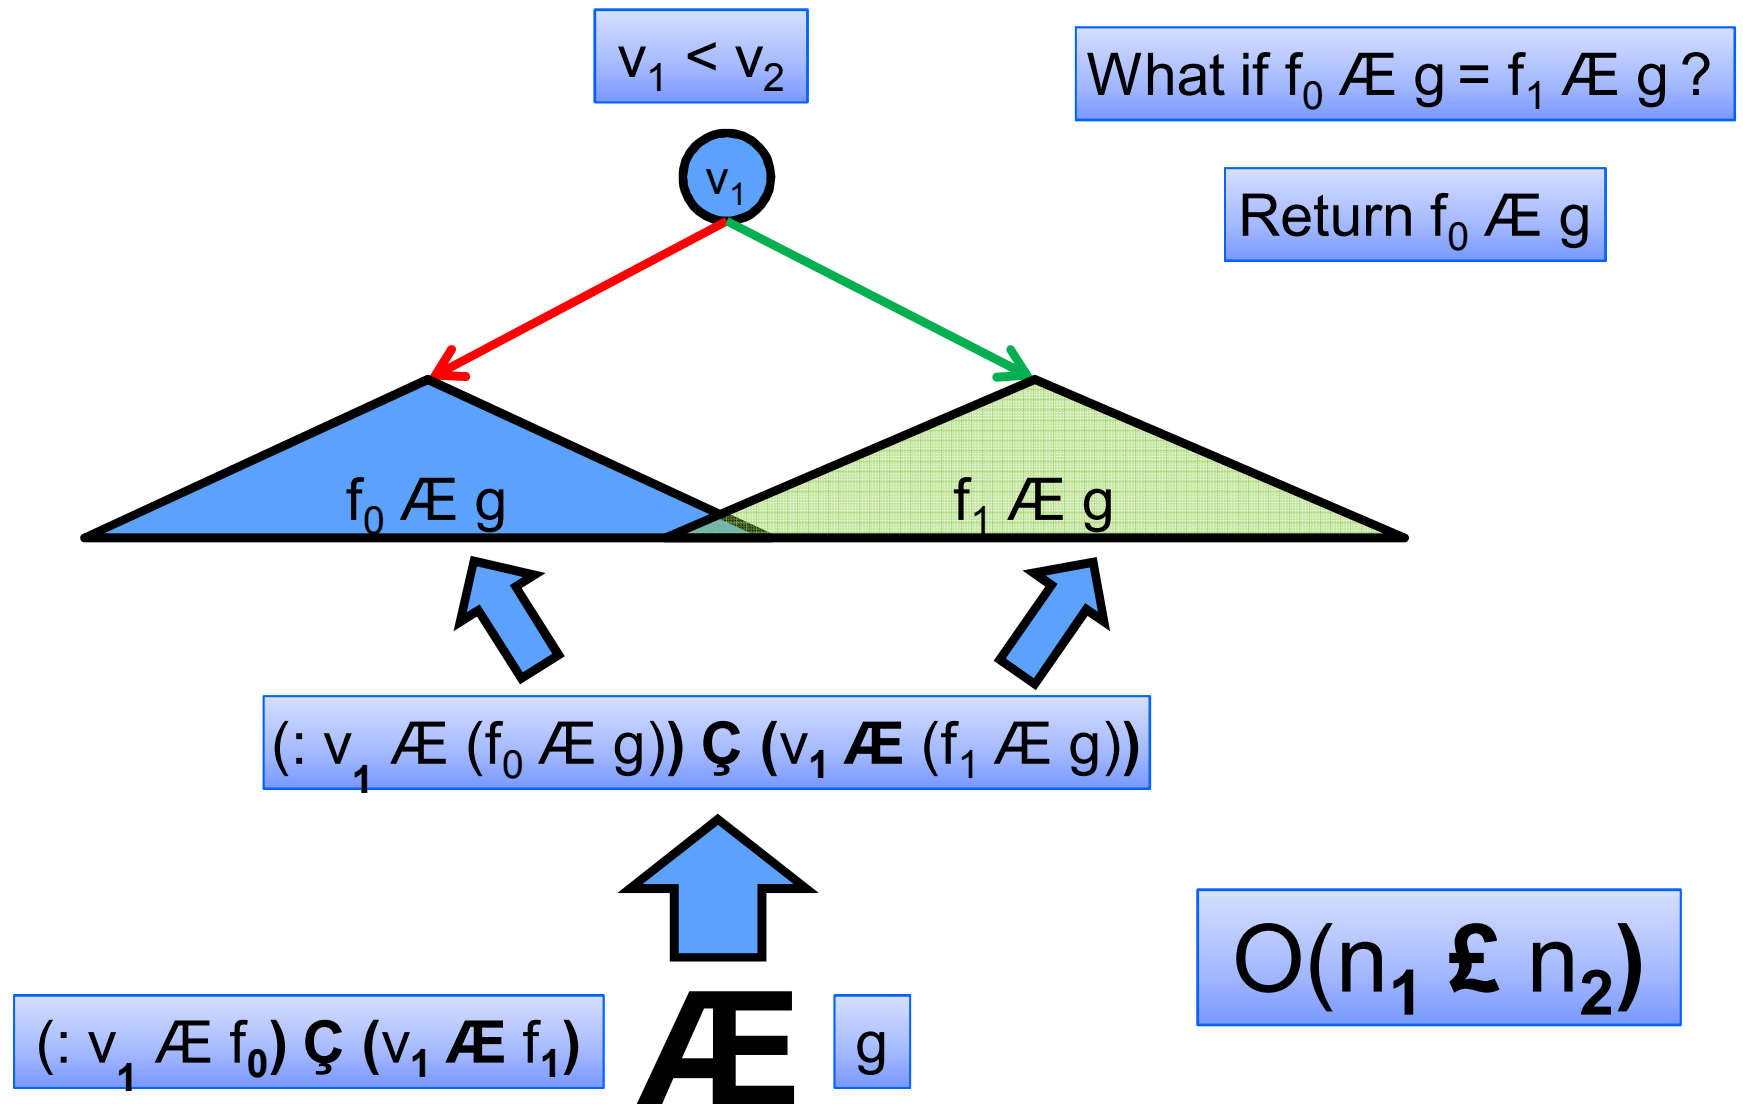 v₁ < v₂
What if f₀ Æ g = f₁ Æ g ?
v₁
Return f₀ Æ g
f₀ Æ g
f₁ Æ g
(: v₁ Æ (f₀ Æ g)) Ç (v₁ Æ (f₁ Æ g))
O(n₁ £ n₂)
(: v₁ Æ f₀) Ç (v₁ Æ f₁)
Æ
g